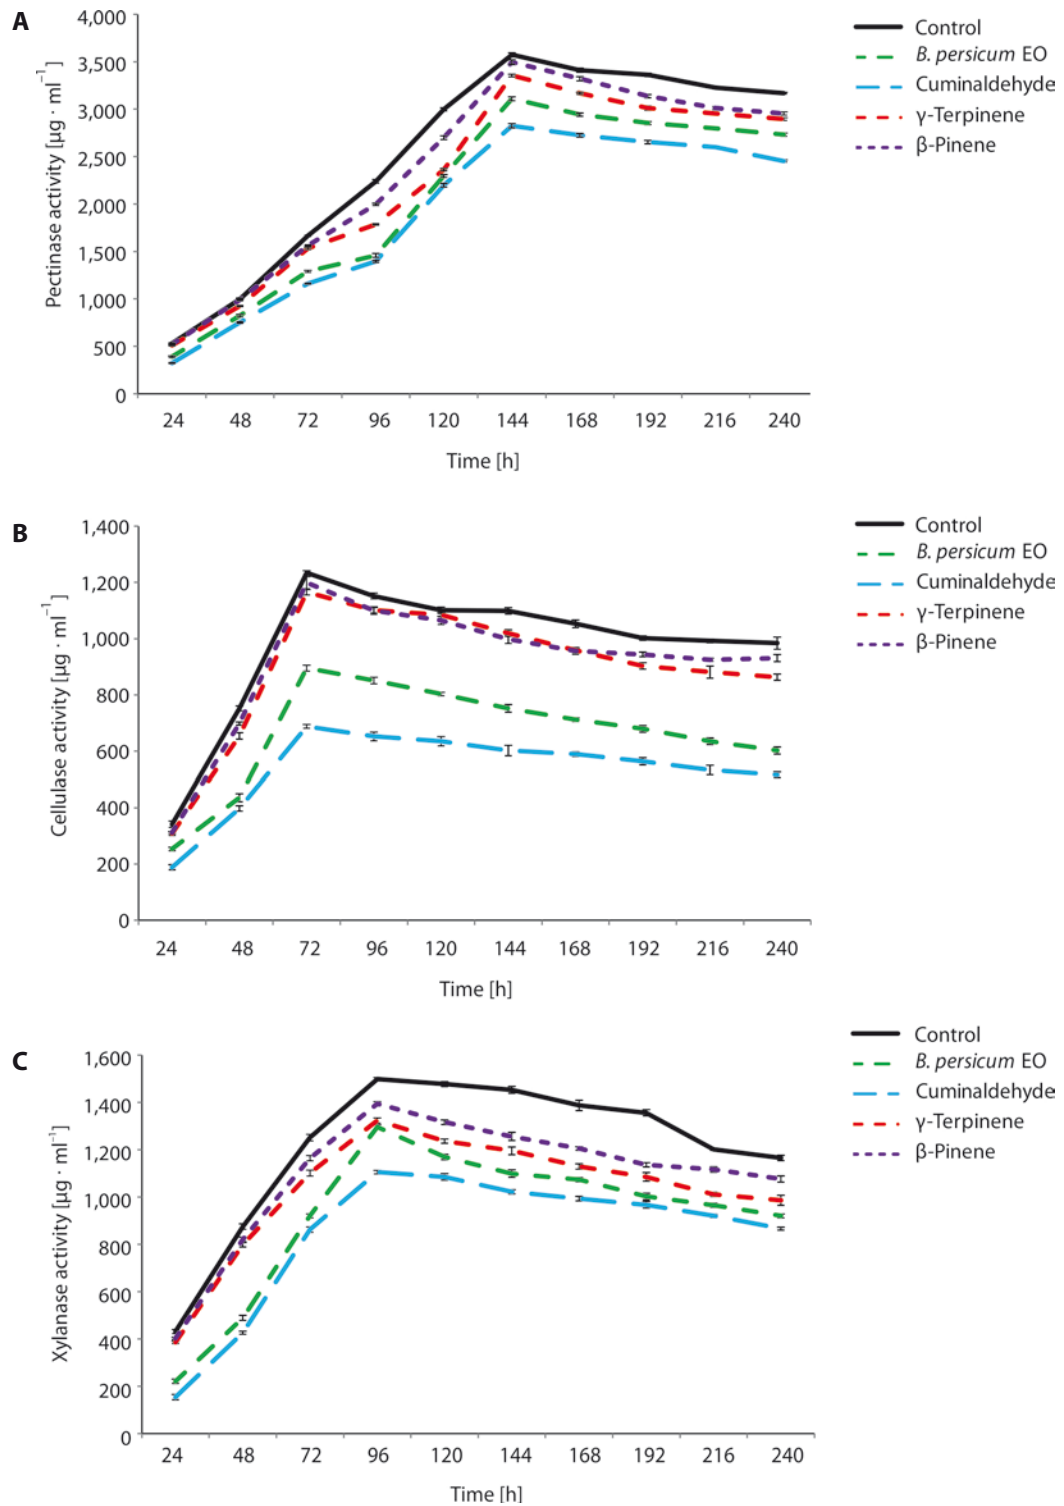 A
Pectinase activity [µg · ml⁻¹]
4,000
3,500
3,000
2,500
2,000
1,500
1,000
500
0
24 48 72 96 120 144 168 192 216 240
Time [h]
Control
B. persicum EO
Cuminaldehyde
γ-Terpinene
β-Pinene
B
Cellulase activity [µg · ml⁻¹]
1,400
1,200
1,000
800
600
400
200
0
24 48 72 96 120 144 168 192 216 240
Time [h]
Control
B. persicum EO
Cuminaldehyde
γ-Terpinene
β-Pinene
C
Xylanase activity [µg · ml⁻¹]
1,600
1,400
1,200
1,000
800
600
400
200
0
24 48 72 96 120 144 168 192 216 240
Time [h]
Control
B. persicum EO
Cuminaldehyde
γ-Terpinene
β-Pinene